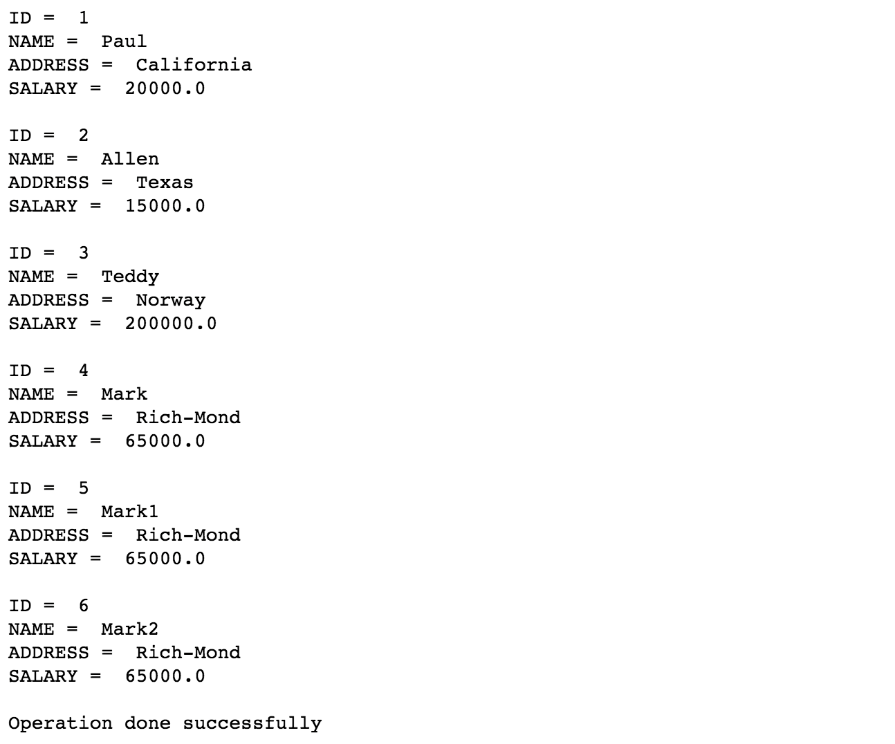 ID =  1
NAME =  Paul
ADDRESS =  California
SALARY =  20000.0

ID =  2
NAME =  Allen
ADDRESS =  Texas
SALARY =  15000.0

ID =  3
NAME =  Teddy
ADDRESS =  Norway
SALARY =  200000.0

ID =  4
NAME =  Mark
ADDRESS =  Rich-Mond
SALARY =  65000.0

ID =  5
NAME =  Mark1
ADDRESS =  Rich-Mond
SALARY =  65000.0

ID =  6
NAME =  Mark2
ADDRESS =  Rich-Mond
SALARY =  65000.0

Operation done successfully